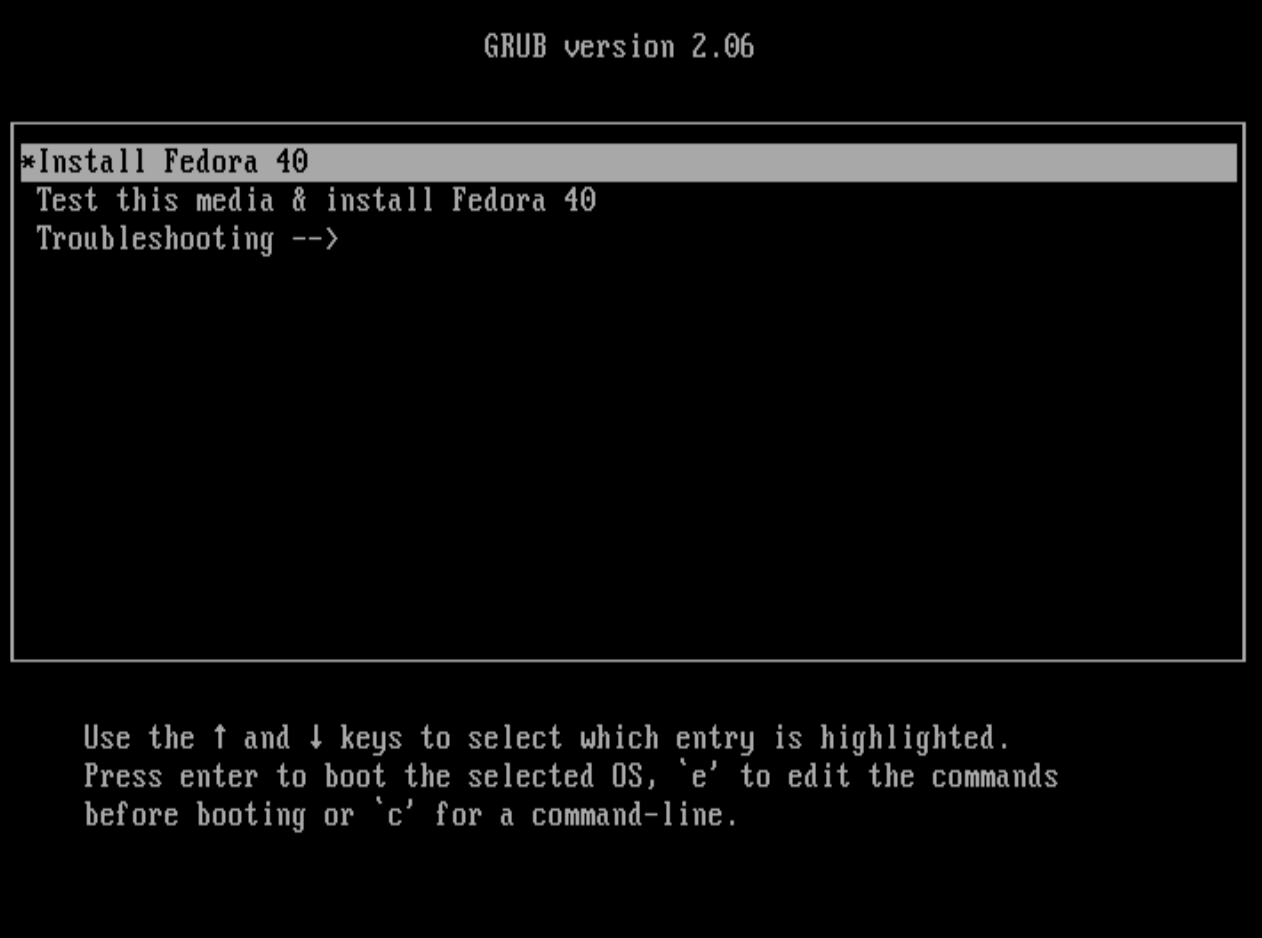 GRUB version 2.06
*Install Fedora 40
Test this media & install Fedora 40
Troubleshooting -->
Use the ↑ and ↓ keys to select which entry is highlighted.
Press enter to boot the selected OS, `e' to edit the commands
before booting or `c' for a command-line.